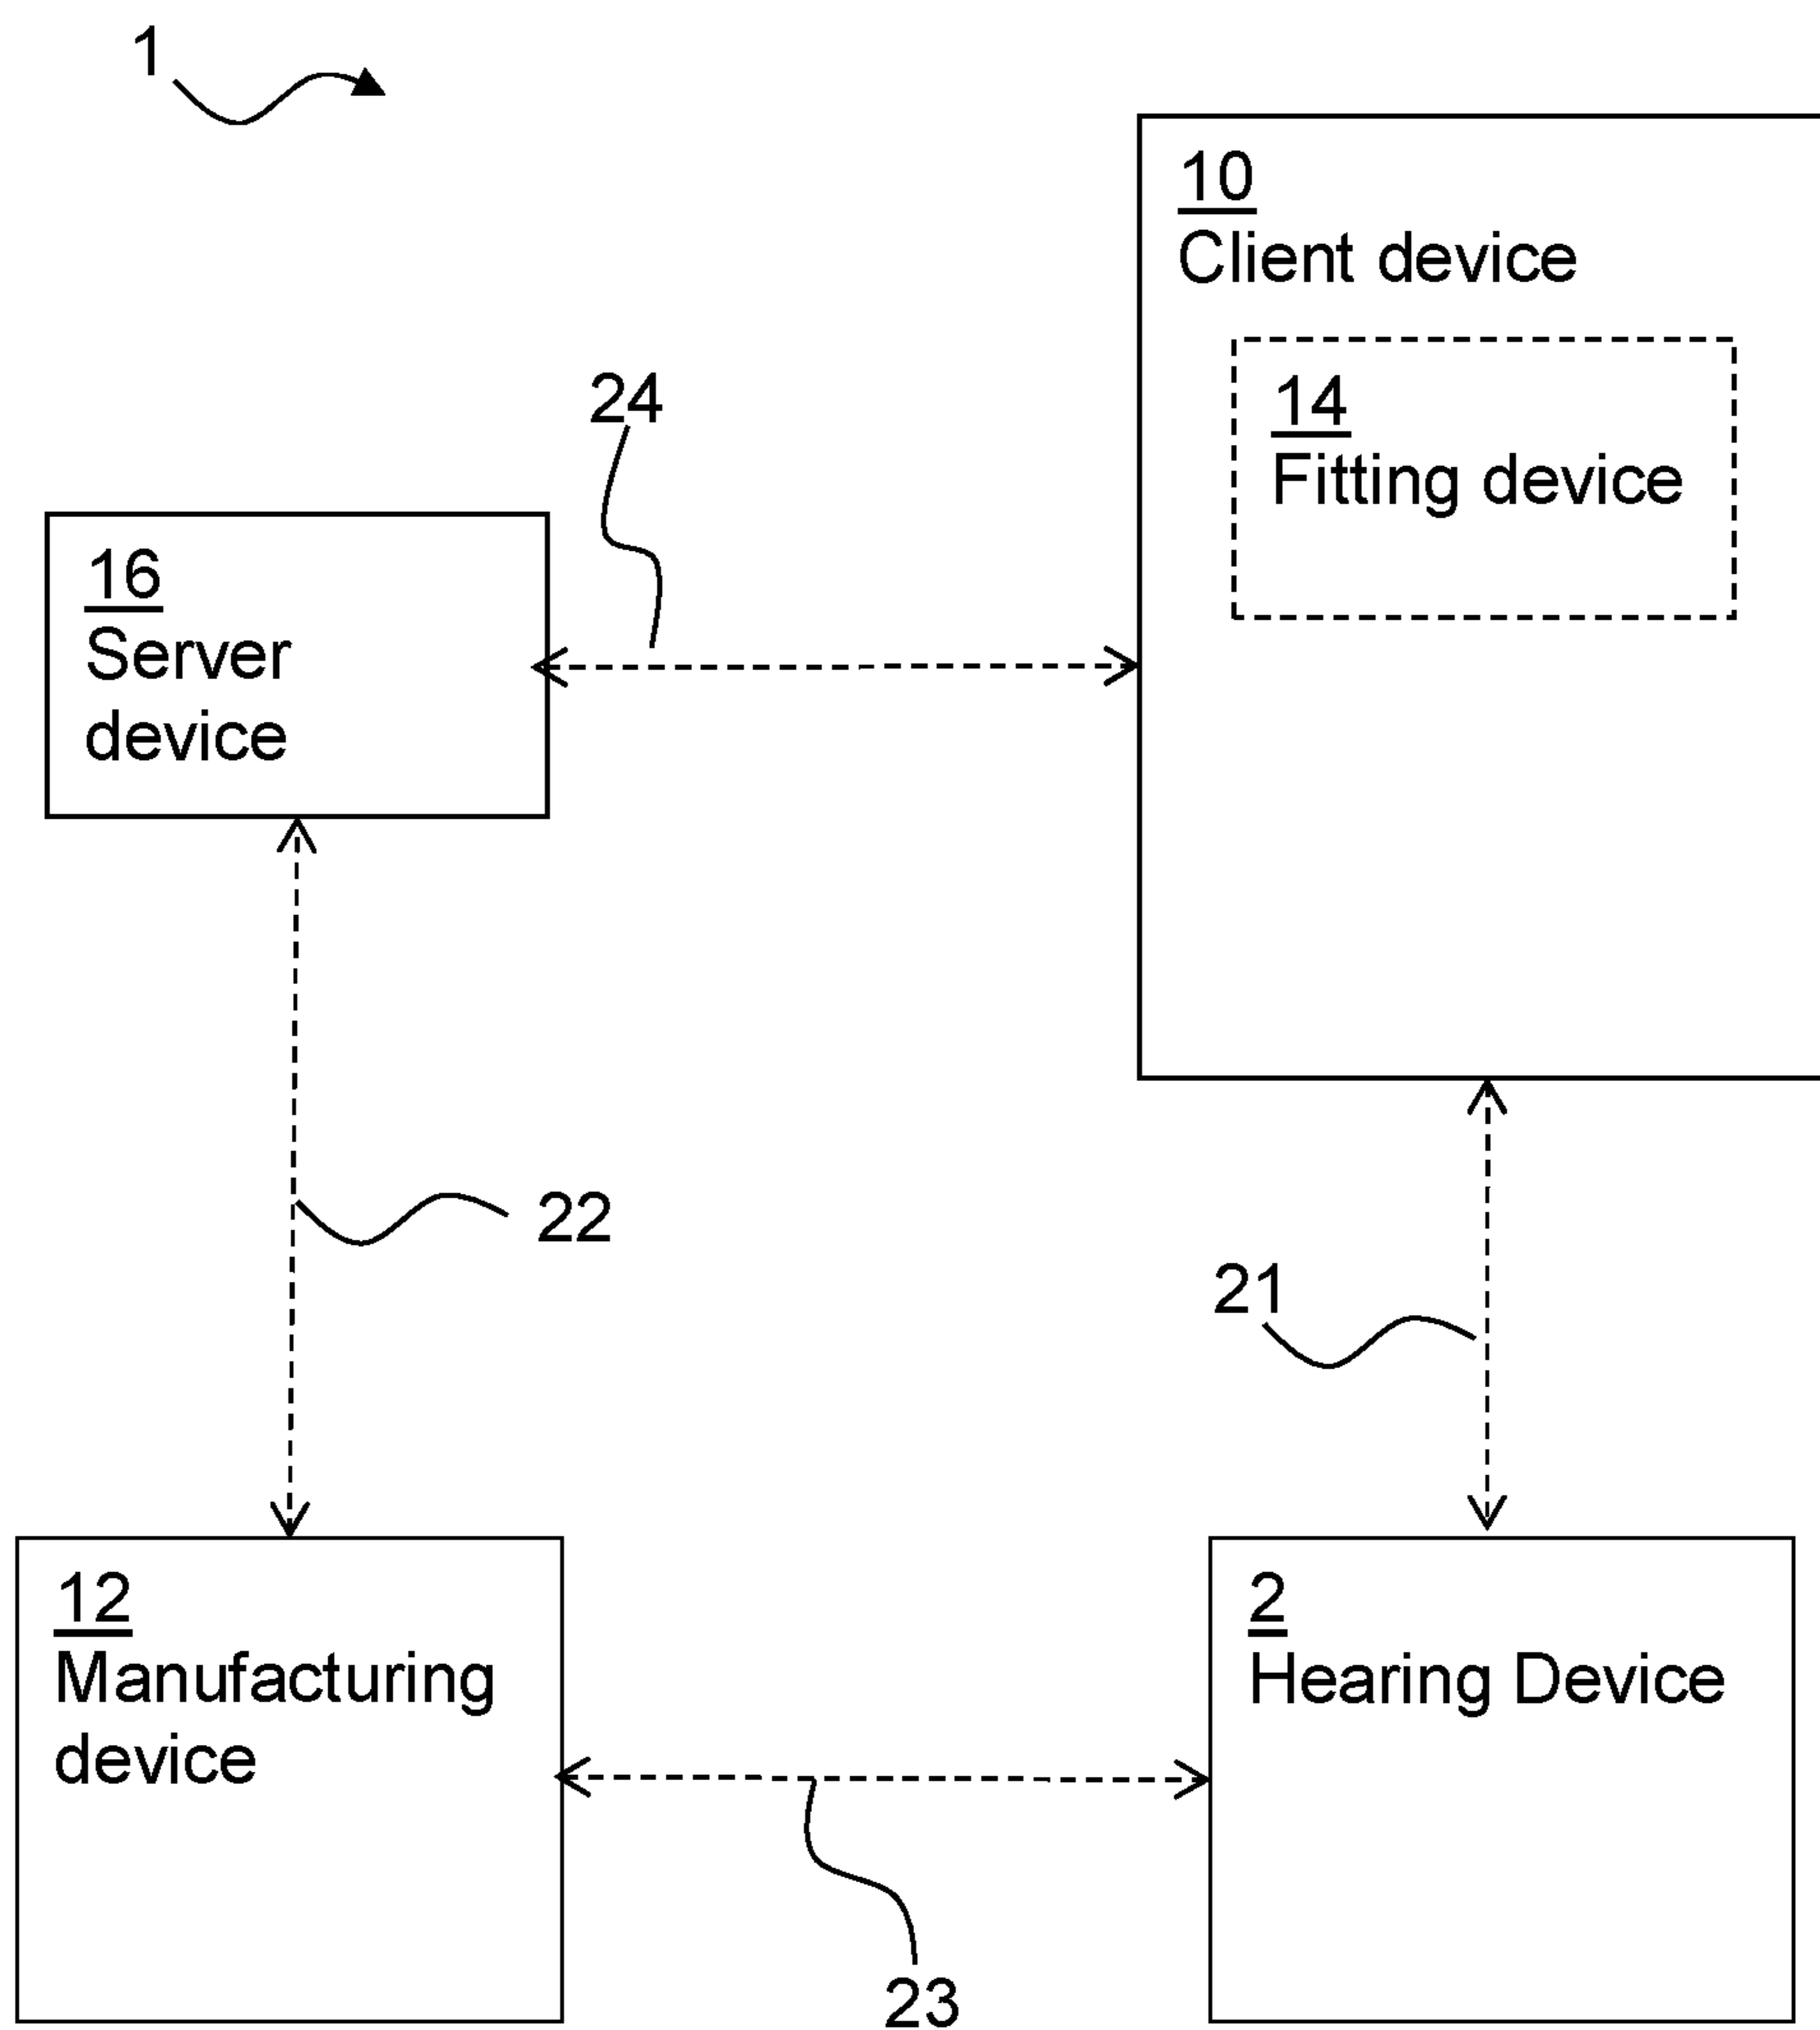 1
10
Client device
14
Fitting device
24
16
Server
device
22
21
12
Manufacturing
device
2
Hearing Device
23